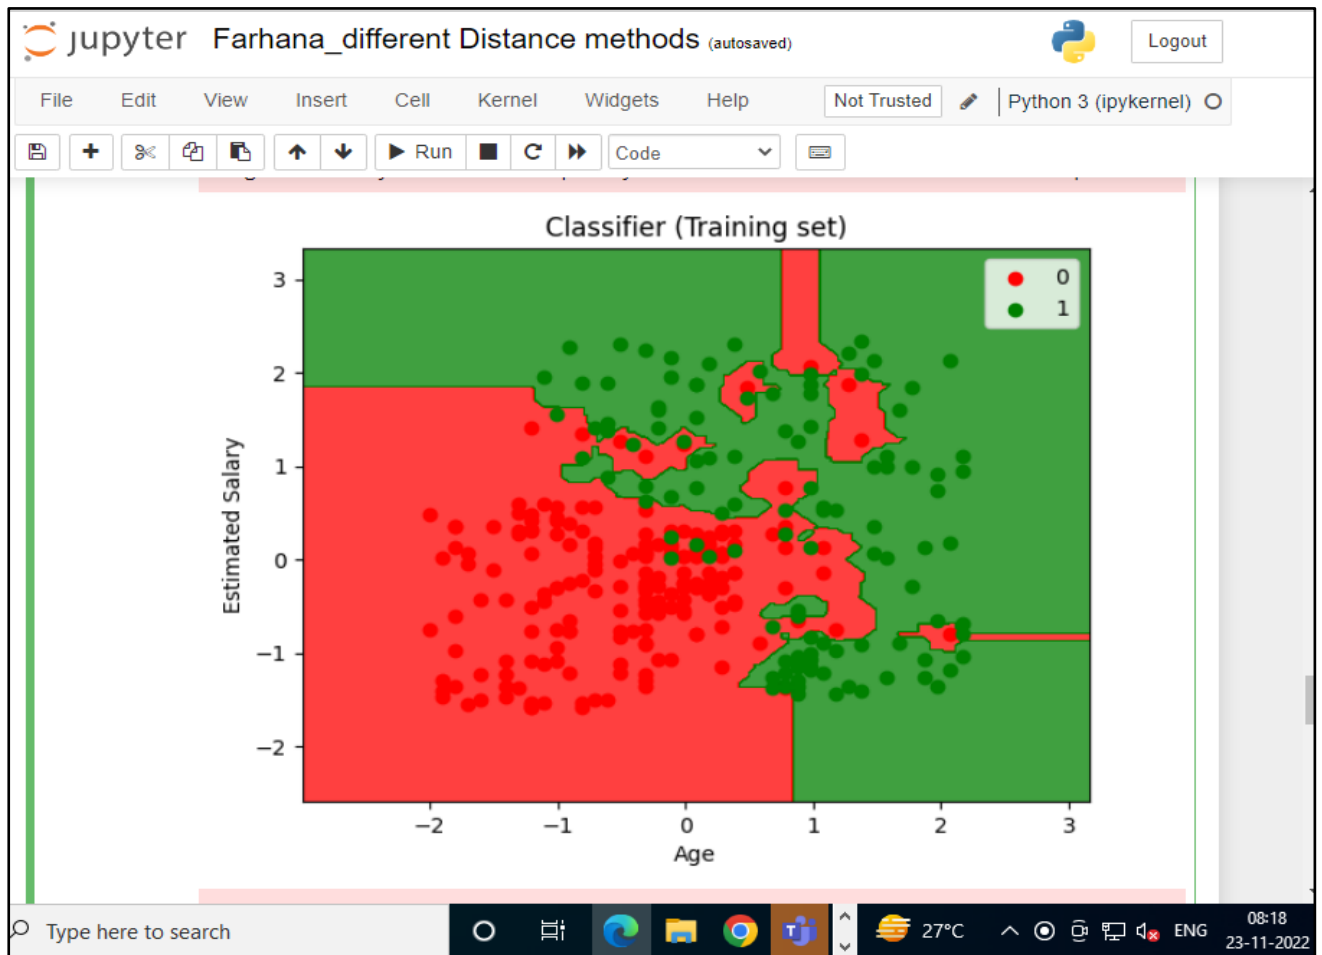 jupyter Farhana_different Distance methods (autosaved)
Logout
File Edit View Insert Cell Kernel Widgets Help
Not Trusted
Python 3 (ipykernel)
Run
Code
Classifier (Training set)
0
1
3
2
1
0
−1
−2
Estimated Salary
−2 −1 0 1 2 3
Age
Type here to search
27°C
ENG
08:18
23-11-2022